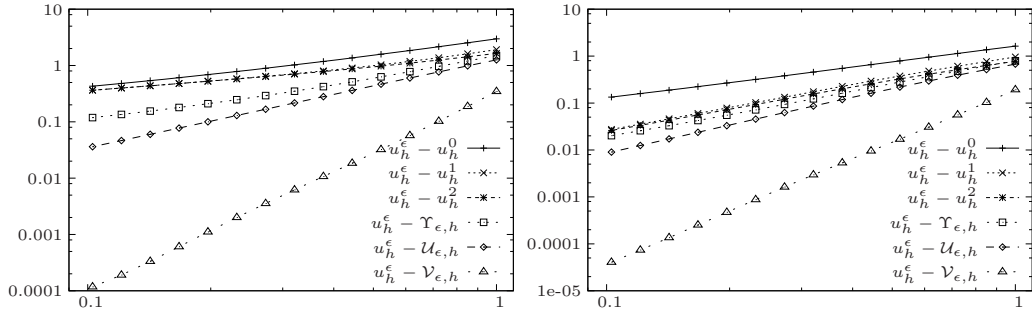 10
1
0.1
0.01
0.001
0.0001
0.1
1
u_h^ϵ − u_h^0
u_h^ϵ − u_h^1
u_h^ϵ − u_h^2
u_h^ϵ − Υ_{ϵ,h}
u_h^ϵ − 𝒰_{ϵ,h}
u_h^ϵ − 𝒱_{ϵ,h}
10
1
0.1
0.01
0.001
0.0001
1e-05
0.1
1
u_h^ϵ − u_h^0
u_h^ϵ − u_h^1
u_h^ϵ − u_h^2
u_h^ϵ − Υ_{ϵ,h}
u_h^ϵ − 𝒰_{ϵ,h}
u_h^ϵ − 𝒱_{ϵ,h}